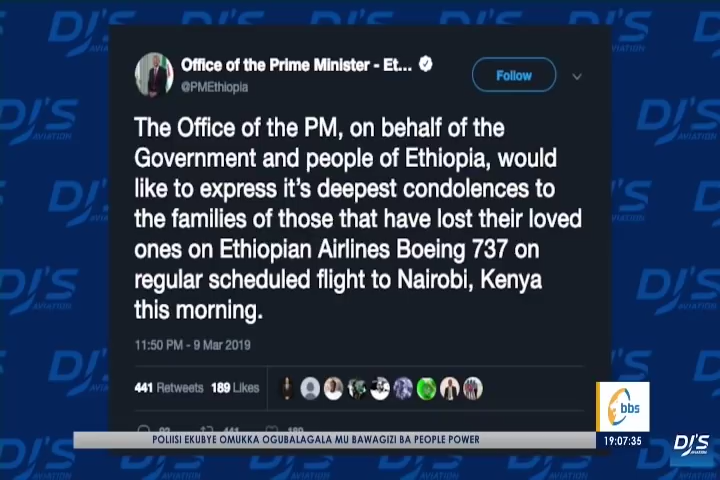 Office of the Prime Minister - Et...
@PMEthiopia
Follow
The Office of the PM, on behalf of the
Government and people of Ethiopia, would
like to express it's deepest condolences to
the families of those that have lost their loved
ones on Ethiopian Airlines Boeing 737 on
regular scheduled flight to Nairobi, Kenya
this morning.
11:50 PM - 9 Mar 2019
441 Retweets 189 Likes
bbs
POLIISI EKUBYE OMUKKA OGUBALAGALA MU BAWAGIZI BA PEOPLE POWER
19:07:35
DJ'S
AVIATION